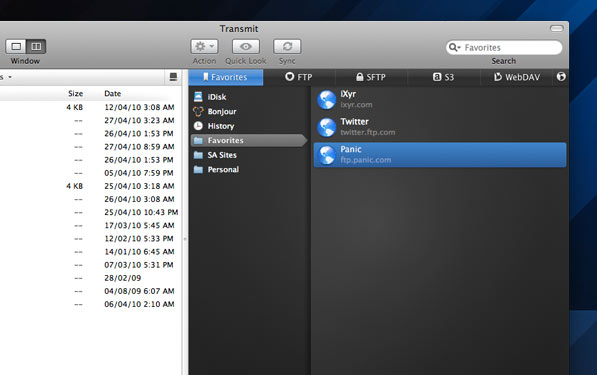 Transmit
Window
Action
Quick Look
Sync
Favorites
Search
s
Favorites
FTP
SFTP
S3
WebDAV
Size Date
4 KB 12/04/10 3:08 AM
-- 27/04/10 3:23 AM
-- 26/04/10 1:53 PM
-- 27/04/10 8:59 AM
-- 26/04/10 1:53 PM
-- 05/04/10 7:59 PM
4 KB 25/04/10 3:18 AM
-- 26/04/10 3:08 AM
-- 25/04/10 10:43 PM
-- 17/03/10 5:45 AM
-- 12/02/10 5:33 PM
-- 14/01/10 6:45 AM
-- 07/03/10 5:31 PM
-- 28/02/09
-- 04/08/09 6:07 AM
-- 06/04/10 2:10 AM
iDisk
Bonjour
History
Favorites
SA Sites
Personal
iXyr
ixyr.com
Twitter
twitter.ftp.com
Panic
ftp.panic.com